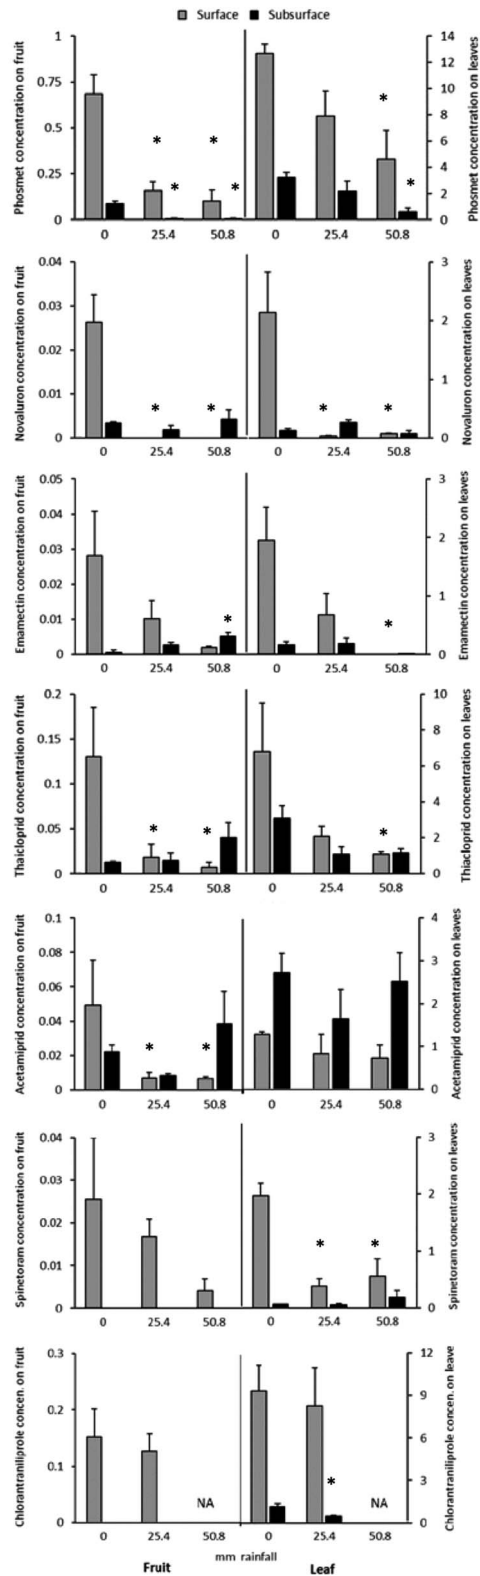 Surface Subsurface
Phosmet concentration on fruit
1
0.75
0.5
0.25
0
14
12
10
8
6
4
2
0
Phosmet concentration on leaves
* * * * * *
0 25.4 50.8 0 25.4 50.8
Novaluron concentration on fruit
0.04
0.03
0.02
0.01
0
3
2
1
0
Novaluron concentration on leaves
* * * *
0 25.4 50.8 0 25.4 50.8
Emamectin concentration on fruit
0.05
0.04
0.03
0.02
0.01
0
3
2
1
0
Emamectin concentration on leaves
* *
0 25.4 50.8 0 25.4 50.8
Thaicloprid concentration on fruit
0.2
0.15
0.1
0.05
0
10
8
6
4
2
0
Thiacloprid concentration on leaves
* * *
0 25.4 50.8 0 25.4 50.8
Acetamiprid concentration on fruit
0.1
0.08
0.06
0.04
0.02
0
4
3
2
1
0
Acetamiprid concentration on leaves
* *
0 25.4 50.8 0 25.4 50.8
Spinetoram concentration on fruit
0.04
0.03
0.02
0.01
0
3
2
1
0
Spinetoram concentration on leaves
* *
0 25.4 50.8 0 25.4 50.8
Chlorantraniliprole concen. on fruit
0.3
0.2
0.1
0
12
9
6
3
0
Chlorantraniliprole concen. on leave
*
NA NA
0 25.4 50.8 0 25.4 50.8
mm rainfall
Fruit Leaf